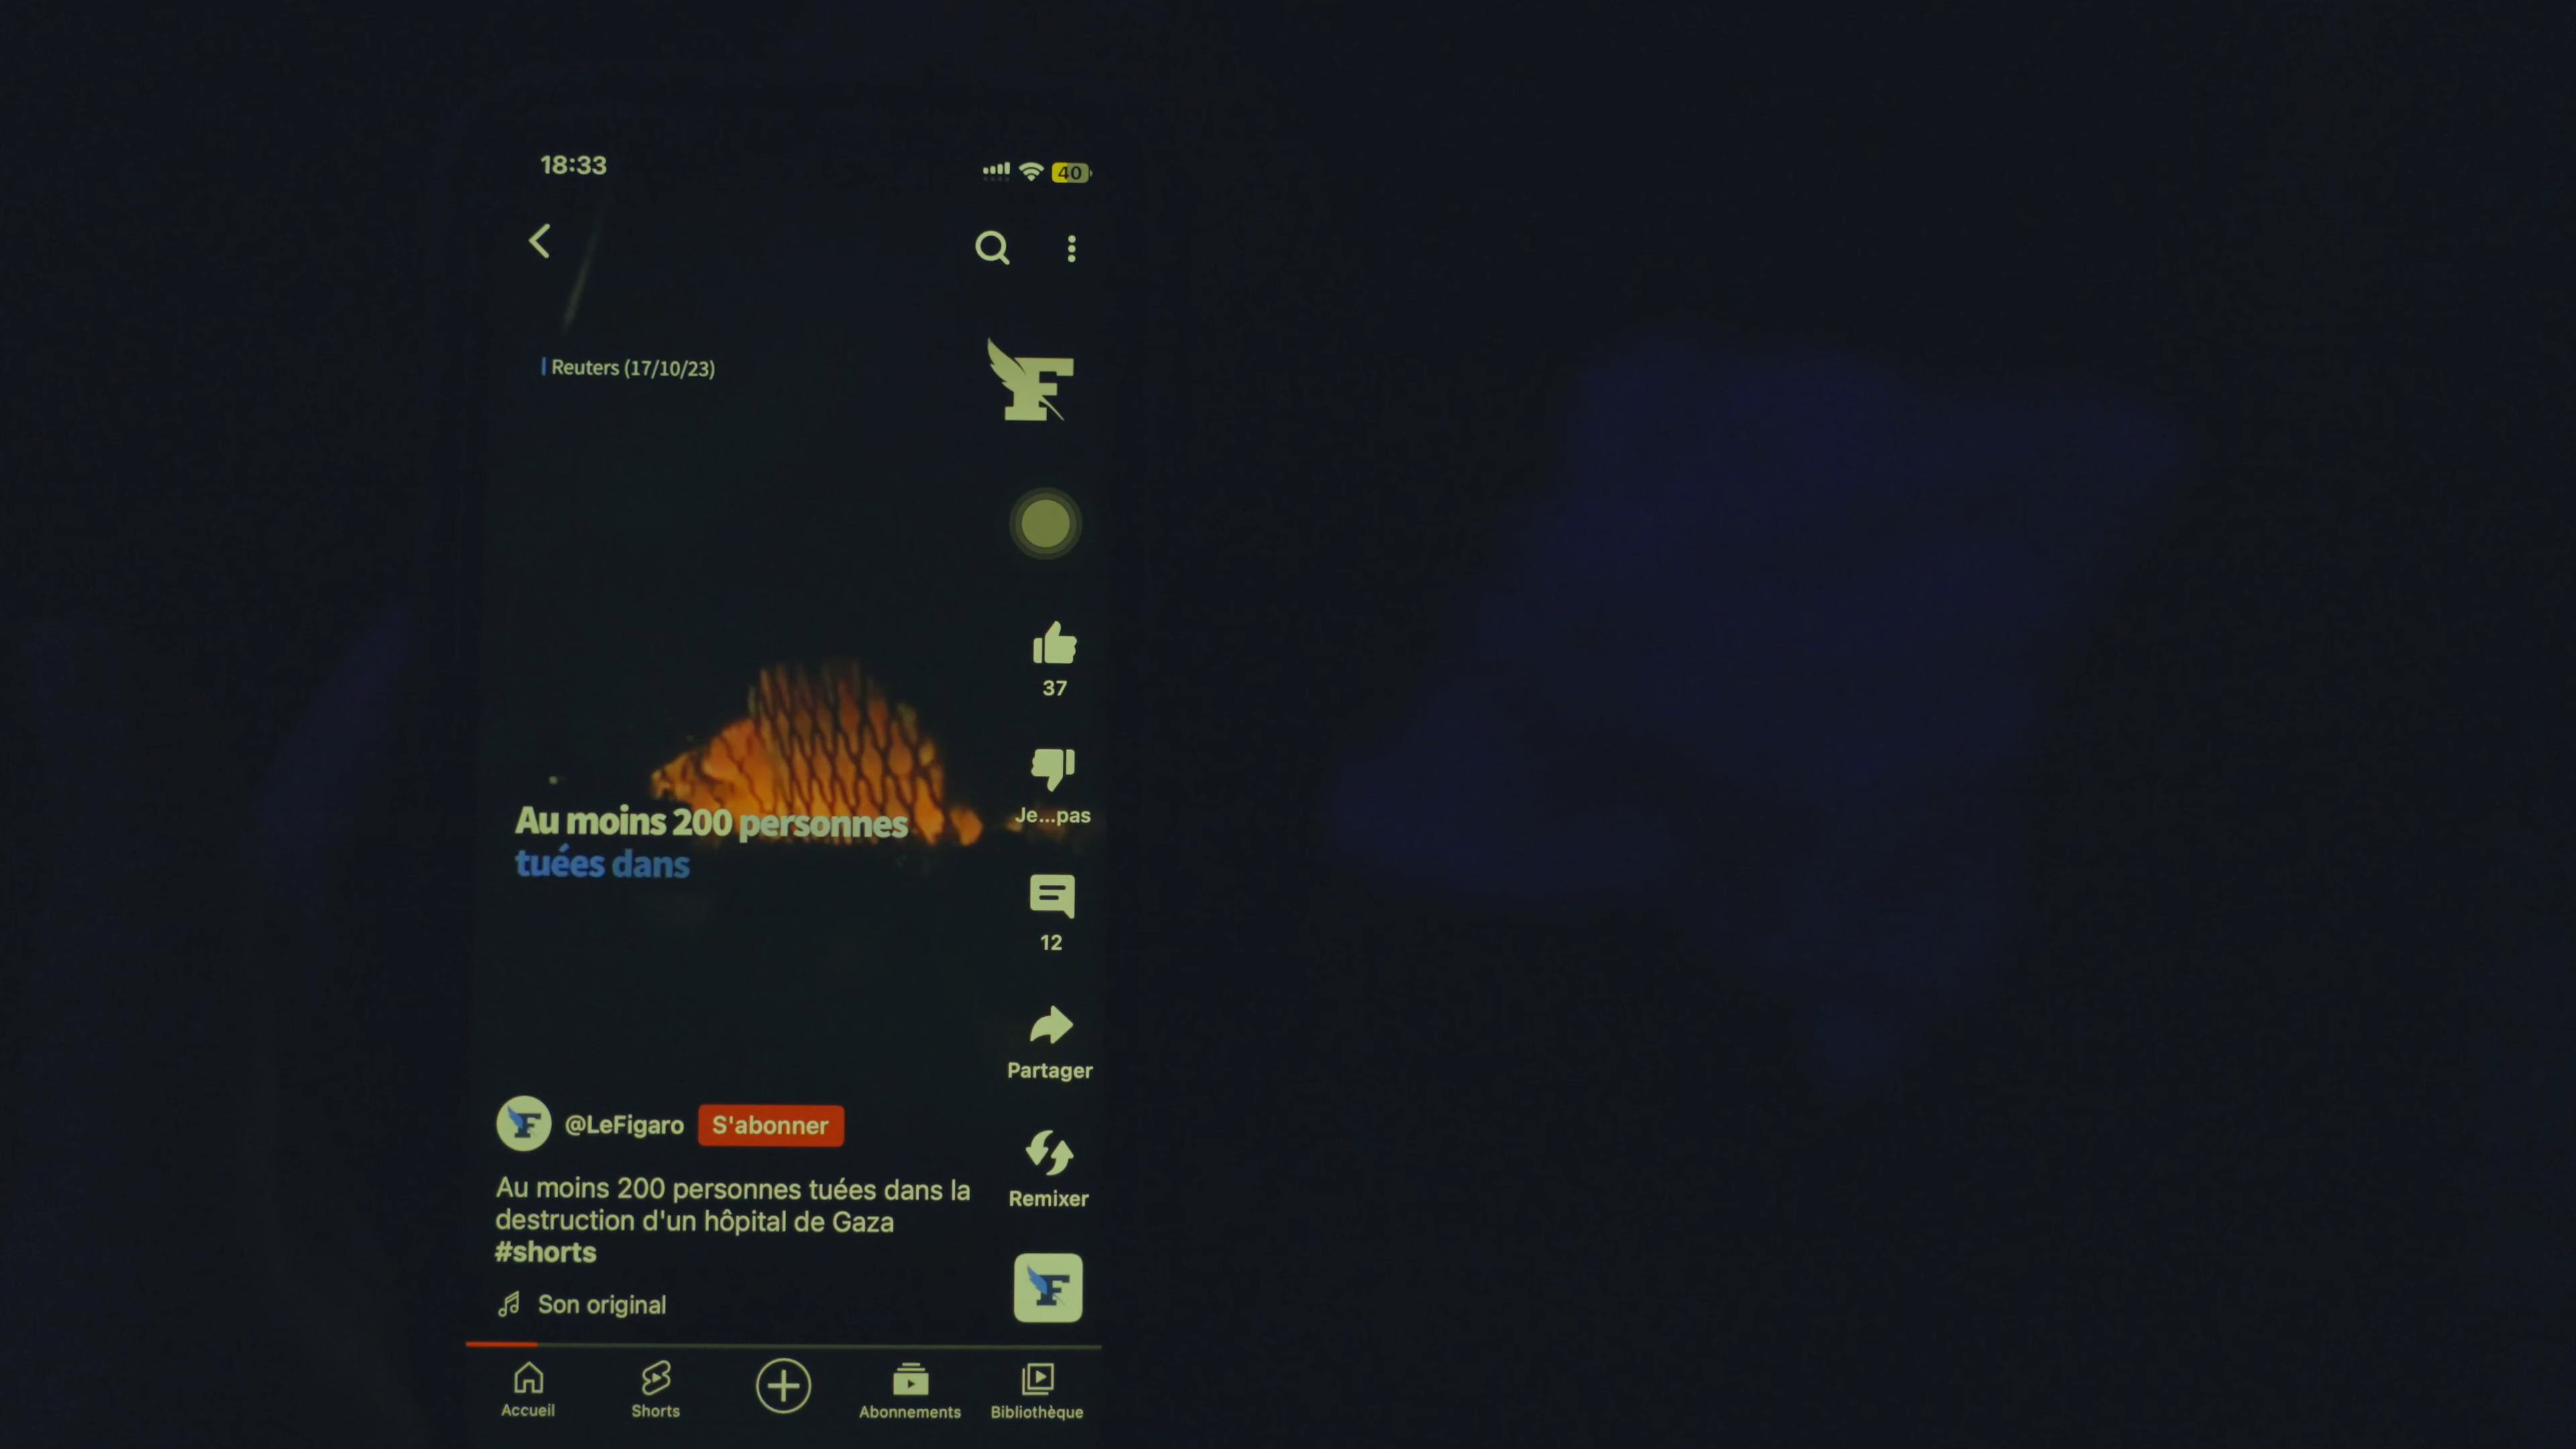 18:33
40
Reuters (17/10/23)
F
37
Au moins 200 personnes
tuées dans
Je...pas
12
Partager
F
@LeFigaro
S'abonner
Au moins 200 personnes tuées dans la
destruction d'un hôpital de Gaza
#shorts
Remixer
Son original
F
Accueil
Shorts
Abonnements
Bibliothèque